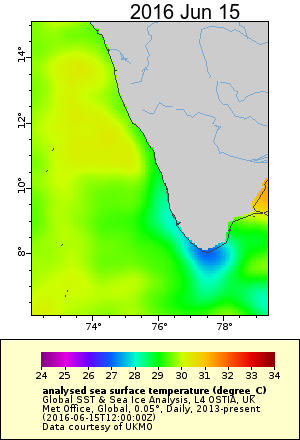 2016 Jun 15
14°
12°
10°
9°
8°
74° 76° 78°
24 25 26 27 28 29 30 31 32 33 34
analysed sea surface temperature (degree_C)
Global SST & Sea Ice Analysis, L4 OSTIA, UK
Met Office, Global, 0.05°, Daily, 2013-present
(2016-06-15T12:00:00Z)
Data courtesy of UKMO